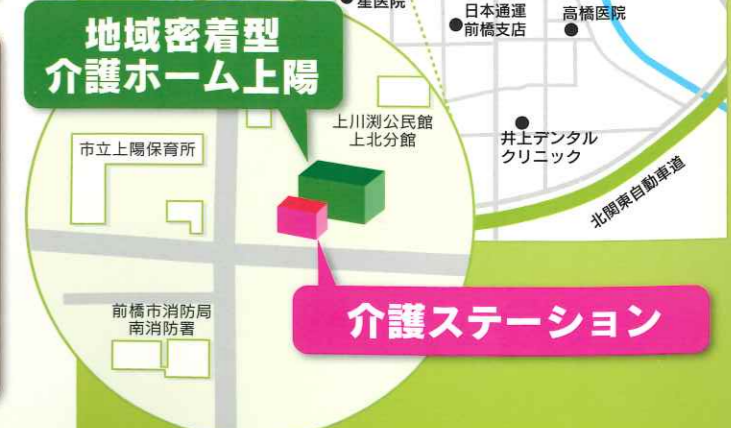 星医院
日本通運
前橋支店
高橋医院
地域密着型
介護ホーム上陽
上川渕公民館
上北分館
井上デンタル
クリニック
市立上陽保育所
北関東自動車道
介護ステーション
前橋市消防局
南消防署